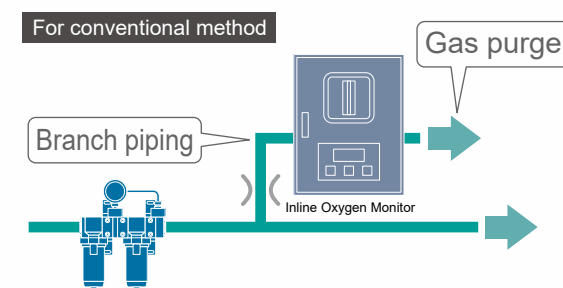 For conventional method
Gas purge
Branch piping
Inline Oxygen Monitor